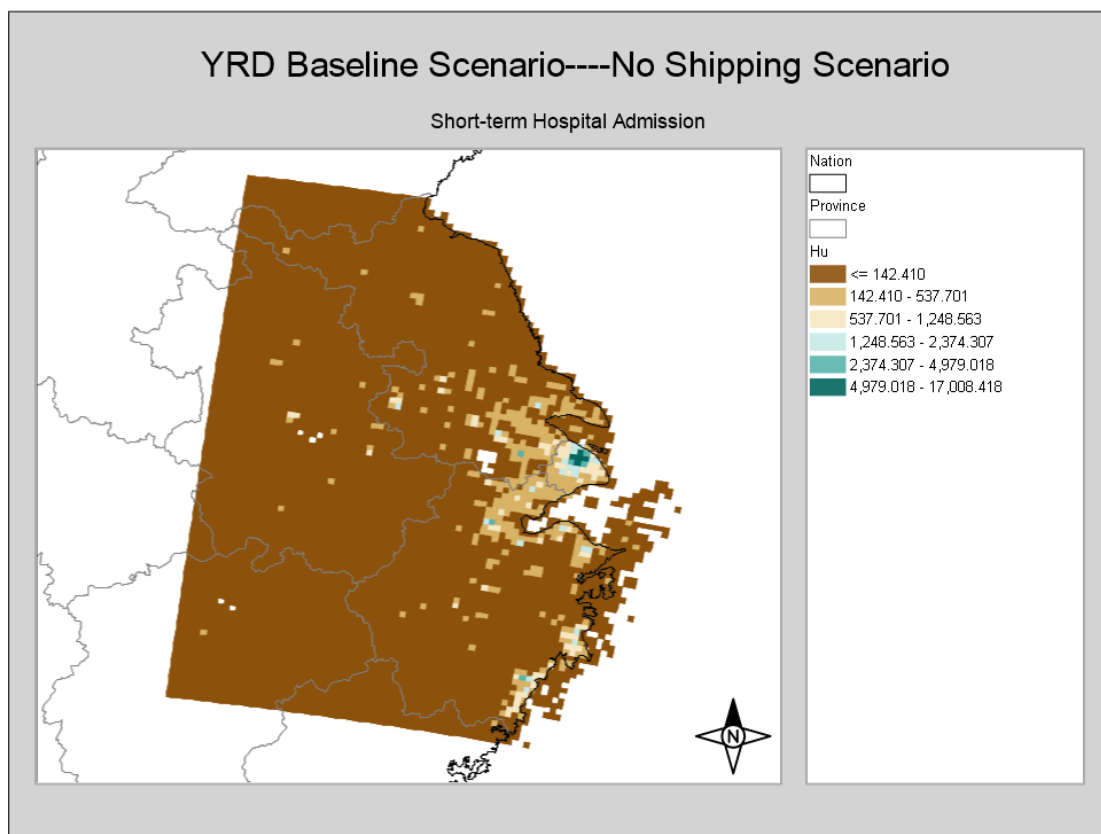 YRD Baseline Scenario----No Shipping Scenario
Short-term Hospital Admission
Nation
Province
Hu
<= 142.410
142.410 - 537.701
537.701 - 1,248.563
1,248.563 - 2,374.307
2,374.307 - 4,979.018
4,979.018 - 17,008.418
N